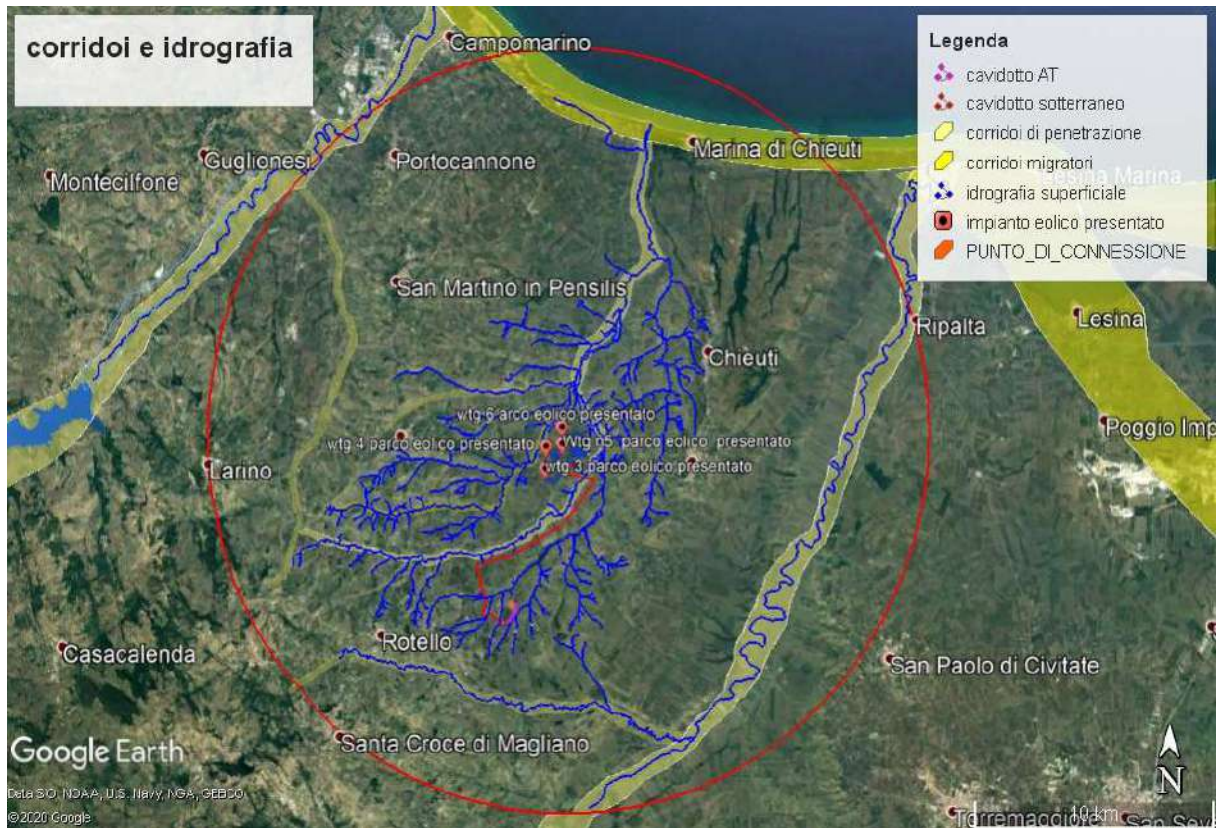 corridoi e idrografia
Legenda
cavidotto AT
cavidotto sotterraneo
corridoi di penetrazione
corridoi migratori
idrografia superficiale
impianto eolico presentato
PUNTO_DI_CONNESSIONE
Campomarino
Guglionesi
Portocannone
Marina di Chieuti
Montecilfone
Lesina Marina
San Martino in Pensilis
Lesina
Ripalta
Chieuti
wtg 6 arco eolico presentato
Poggio Imp
wtg 4 parco eolico presentato
Wtg n5 parco eolico presentato
wtg 3 parco eolico presentato
Larino
Rotello
Casacalenda
San Paolo di Civitate
Santa Croce di Magliano
Google Earth
N
Data SIO, NOAA, U.S. Navy, NGA, GEBCO
©2020 Google
10 km
Torremaggiore
San Seve